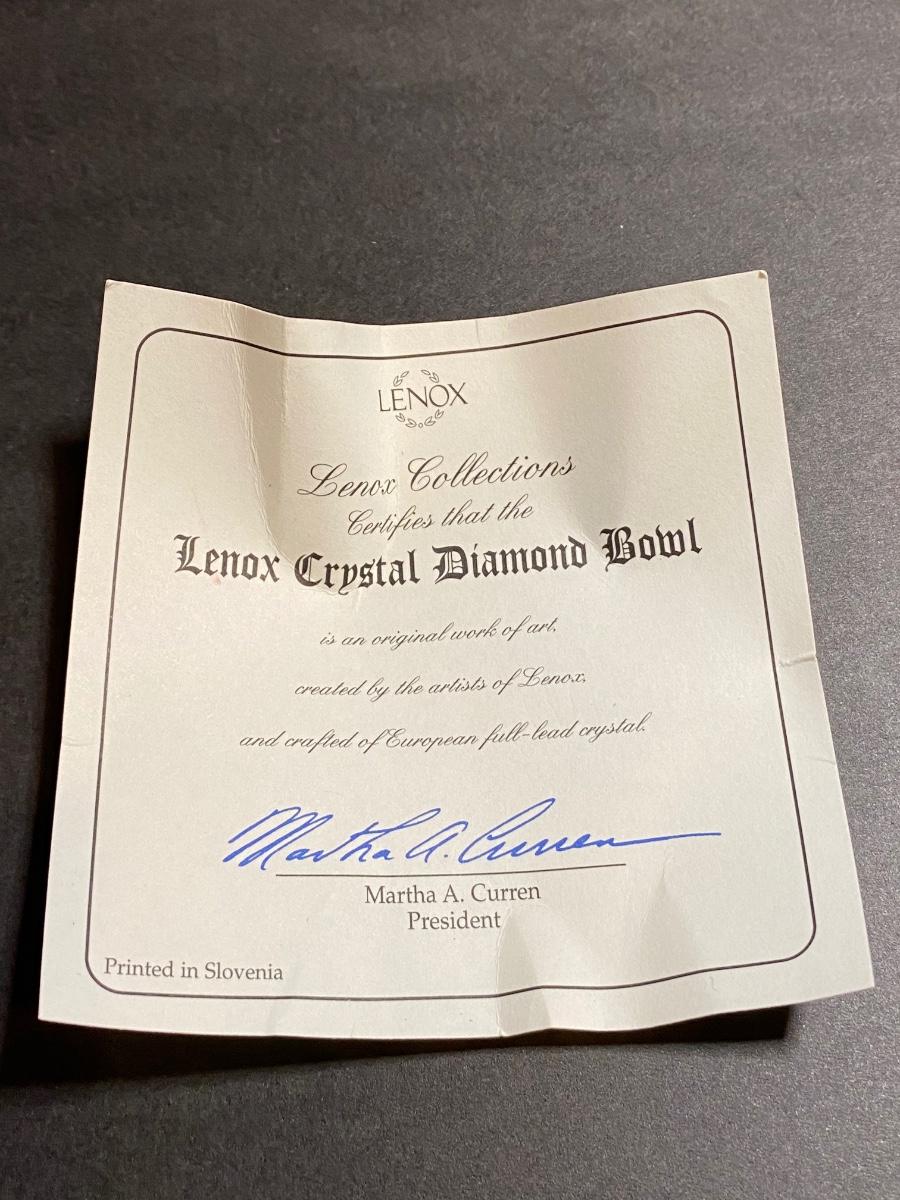 LENOX
Lenox Collections
Certifies that the
Lenox Crystal Diamond Bowl
is an original work of art,
created by the artists of Lenox,
and crafted of European full-lead crystal.
Martha A. Curren
Martha A. Curren
President
Printed in Slovenia